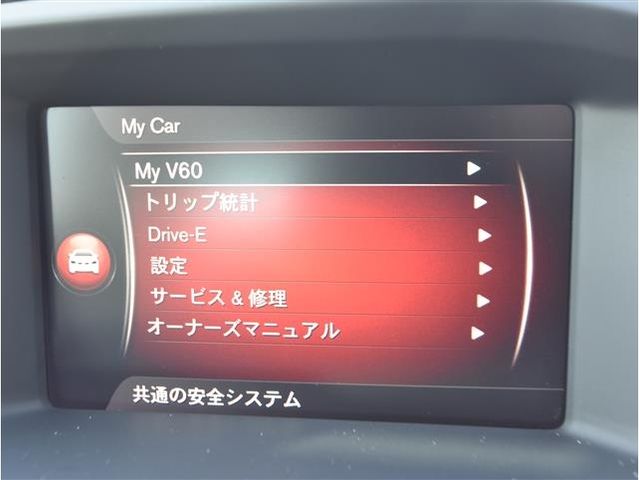 My Car
My V60
トリップ統計
Drive-E
設定
サービス & 修理
オーナーズマニュアル
共通の安全システム